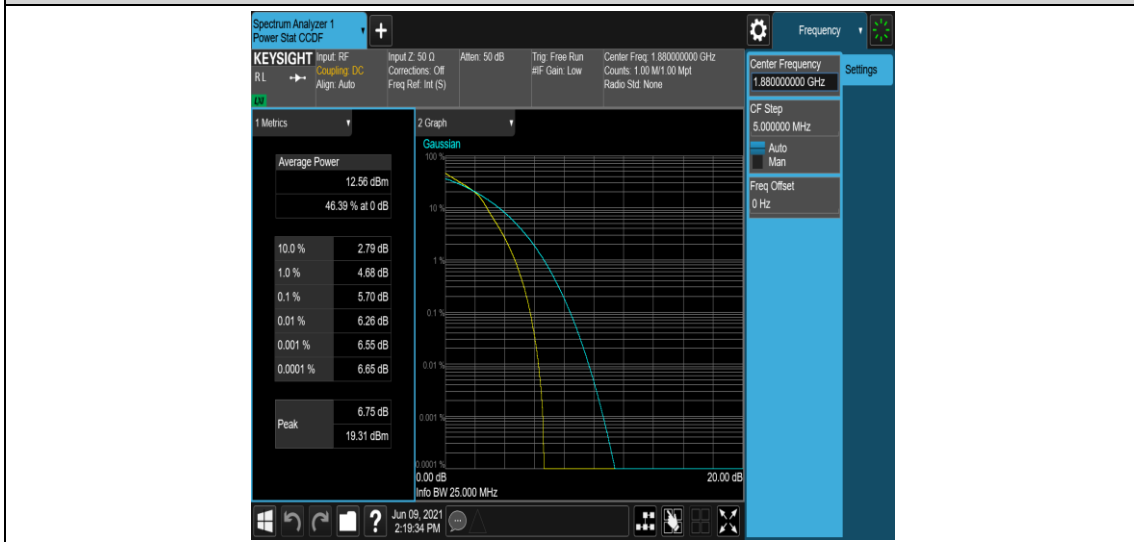 Spectrum Analyzer 1
Power Stat CCDF
+
Frequency
KEYSIGHT
RL
LXI
Input: RF
Coupling: DC
Align: Auto
Input Z: 50 Ω
Corrections: Off
Freq Ref: Int (S)
Atten: 50 dB
Trig: Free Run
#IF Gain: Low
Center Freq: 1.880000000 GHz
Counts: 1.00 M/1.00 Mpt
Radio Std: None
Center Frequency
1.880000000 GHz
Settings
CF Step
5.000000 MHz
Auto
Man
Freq Offset
0 Hz
1 Metrics
Average Power
12.56 dBm
46.39 % at 0 dB
10.0 % 2.79 dB
1.0 % 4.68 dB
0.1 % 5.70 dB
0.01 % 6.26 dB
0.001 % 6.55 dB
0.0001 % 6.65 dB
Peak
6.75 dB
19.31 dBm
2 Graph
Gaussian
100 %
10 %
1 %
0.1 %
0.01 %
0.001 %
0.0001 %
0.00 dB 20.00 dB
Info BW 25.000 MHz
?
Jun 09, 2021
2:19:34 PM